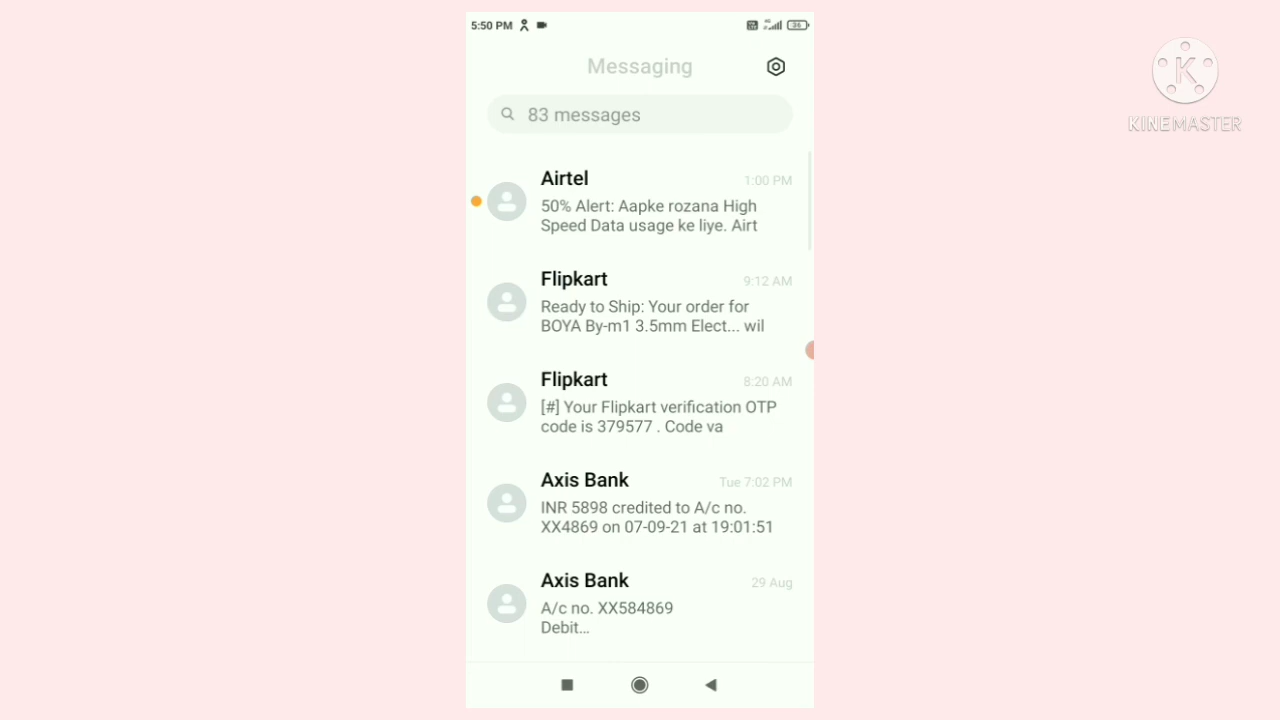 5:50 PM
36
Messaging
KINEMASTER
83 messages
Airtel
1:00 PM
50% Alert: Aapke rozana High
Speed Data usage ke liye. Airt
Flipkart
9:12 AM
Ready to Ship: Your order for
BOYA By-m1 3.5mm Elect... wil
Flipkart
8:20 AM
[#] Your Flipkart verification OTP
code is 379577 . Code va
Axis Bank
Tue 7:02 PM
INR 5898 credited to A/c no.
XX4869 on 07-09-21 at 19:01:51
Axis Bank
29 Aug
A/c no. XX584869
Debit...